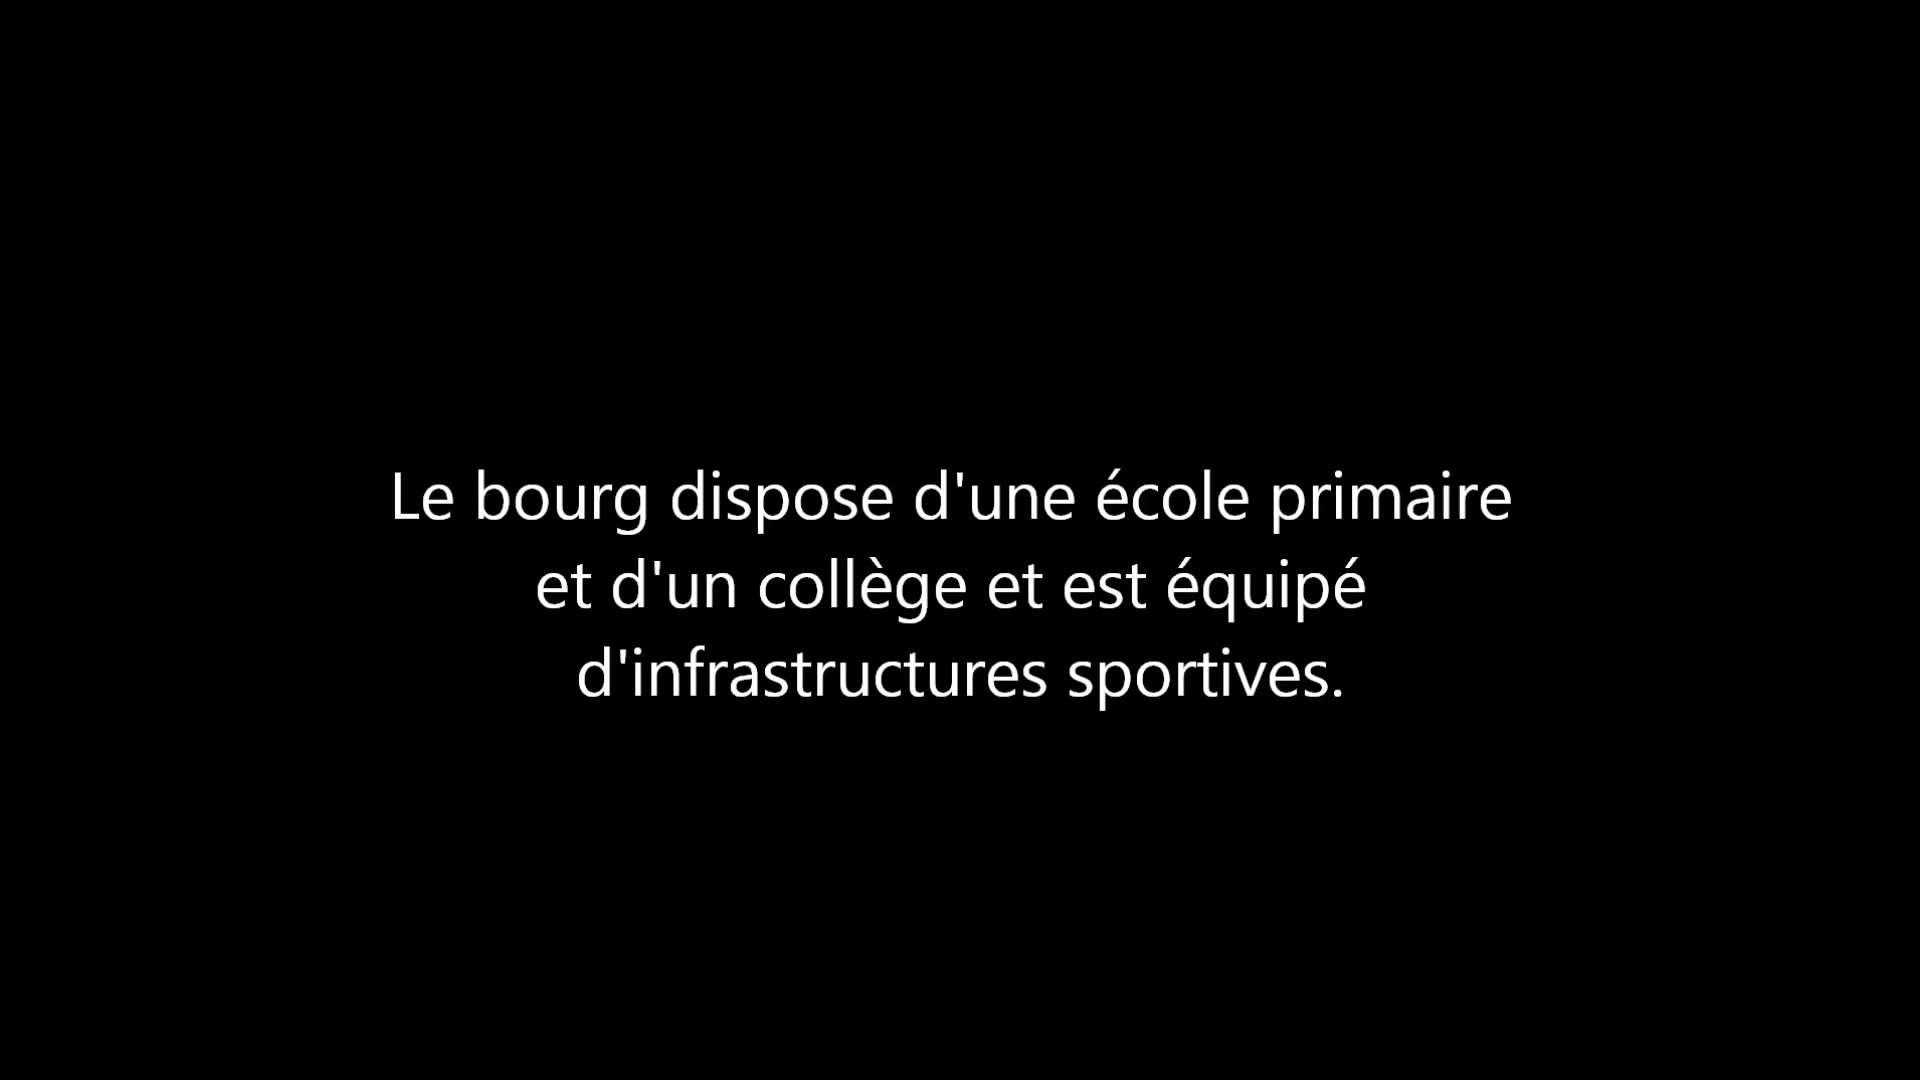 Le bourg dispose d'une école primaire
et d'un collège et est équipé
d'infrastructures sportives.